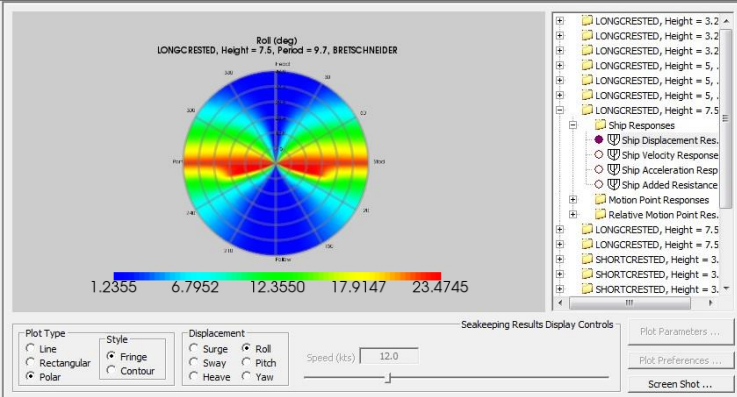 Roll (deg)
LONGCRESTED, Height = 7.5, Period = 9.7, BRETSCHNEIDER
Head
330
30
300
60
Port
240
210
Follow
1.2355 6.7952 12.3550 17.9147 23.4745
LONGCRESTED, Height = 3.2
LONGCRESTED, Height = 3.2
LONGCRESTED, Height = 3.2
LONGCRESTED, Height = 5, .
LONGCRESTED, Height = 5, .
LONGCRESTED, Height = 5, .
LONGCRESTED, Height = 7.5
Ship Responses
Ship Displacement Res.
Ship Velocity Response
Ship Acceleration Resp
Ship Added Resistance
Motion Point Responses
Relative Motion Point Res.
LONGCRESTED, Height = 7.5
LONGCRESTED, Height = 7.5
SHORTCRESTED, Height = 3.
SHORTCRESTED, Height = 3.
SHORTCRESTED, Height = 3.
Seakeeping Results Display Controls
Plot Type
Line
Rectangular
Polar
Style
Fringe
Contour
Displacement
Surge
Roll
Sway
Pitch
Heave
Yaw
Speed (kts)
12.0
Plot Parameters ...
Plot Preferences ...
Screen Shot ...